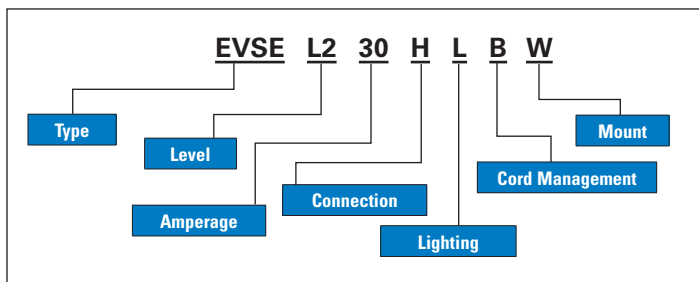 EVSE L2 30 H L B W
Type
Mount
Level
Cord Management
Connection
Amperage
Lighting